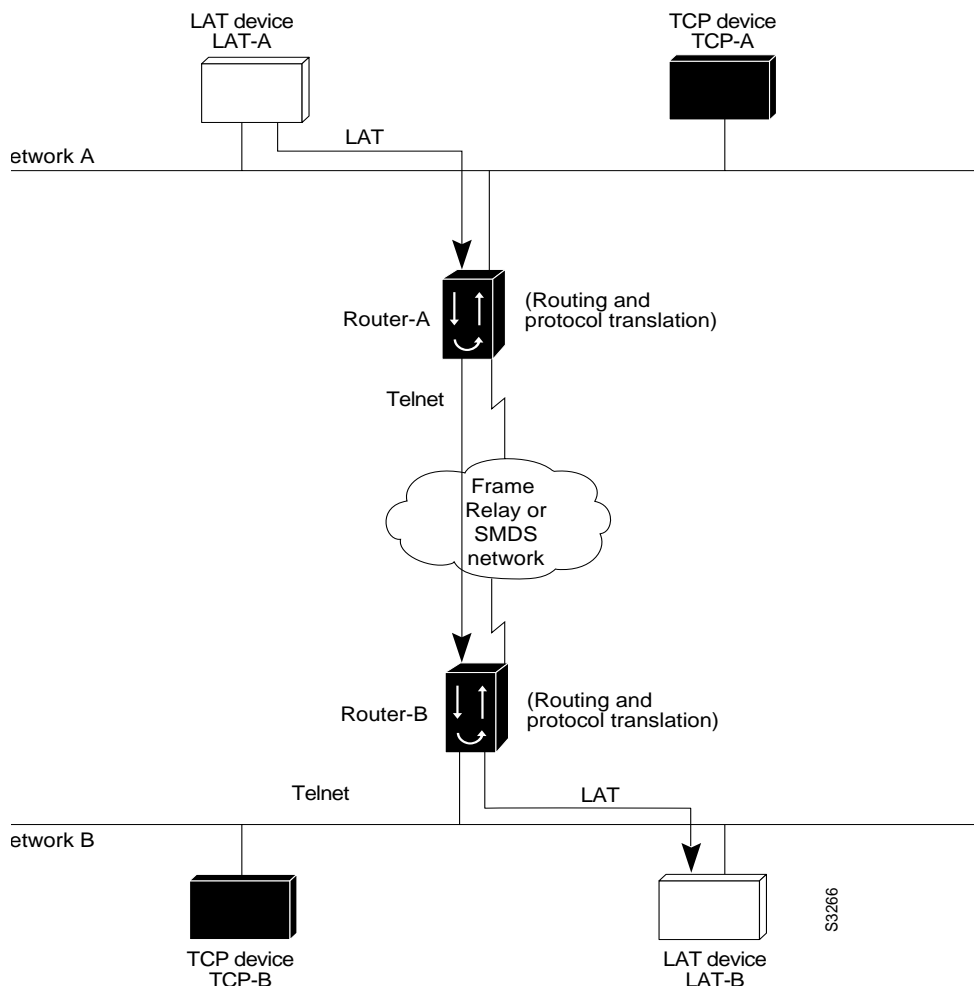 LAT device
LAT-A
TCP device
TCP-A
LAT
etwork A
Router-A
(Routing and
protocol translation)
Telnet
Frame
Relay or
SMDS
network
Router-B
(Routing and
protocol translation)
Telnet
LAT
etwork B
S3266
TCP device
TCP-B
LAT device
LAT-B